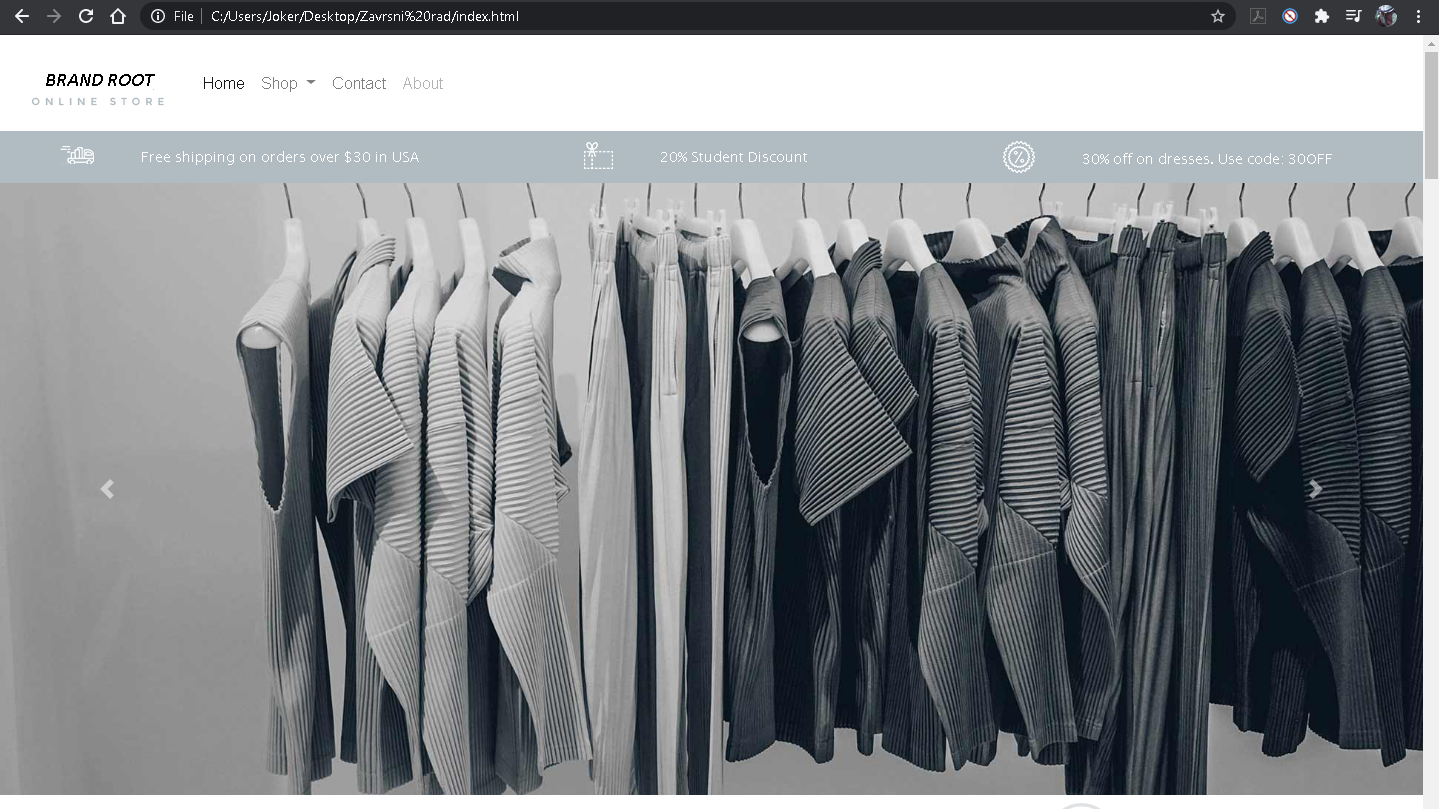 File C:/Users/Joker/Desktop/Zavrsni%20rad/index.html
BRAND ROOT
ONLINE STORE
Home Shop Contact About
Free shipping on orders over $30 in USA
20% Student Discount
30% off on dresses. Use code: 30OFF